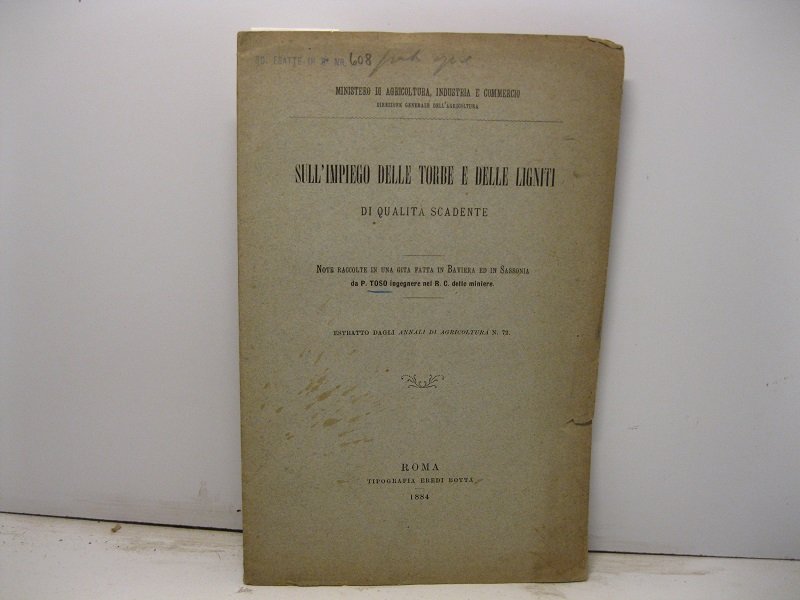 608
MINISTERO DI AGRICOLTURA, INDUSTRIA E COMMERCIO
DIREZIONE GENERALE DELL'AGRICOLTURA
SULL'IMPIEGO DELLE TORBE E DELLE LIGNITI
DI QUALITÀ SCADENTE
NOTE RACCOLTE IN UNA GITA FATTA IN BAVIERA ED IN SASSONIA
da P. TOSO ingegnere nel R. C. delle miniere.
ESTRATTO DAGLI ANNALI DI AGRICOLTURA N. 72.
ROMA
TIPOGRAFIA EREDI BOTTA
1884